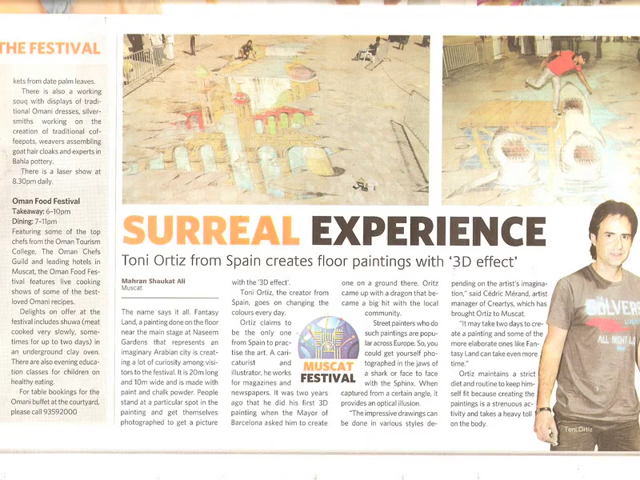 THE FESTIVAL
kets from date palm leaves.
There is also a working
souq with displays of tradi-
tional Omani dresses, silver-
smiths working on the
creation of traditional cof-
feepots, weavers assembling
goat hair cloaks and experts in
Bahla pottery.
There is a laser show at
8.30pm daily.
Oman Food Festival
Takeaway: 6-10pm
Dining: 7-11pm
Featuring some of the top
chefs from the Oman Tourism
College, The Oman Chefs
Guild and leading hotels in
Muscat, the Oman Food Fes-
tival features live cooking
shows of some of the best-
loved Omani recipes.
Delights on offer at the
festival includes shuwa (meat
cooked very slowly, some-
times for up to two days) in
an underground clay oven.
There are also evening educa-
tion classes for children on
healthy eating.
For table bookings for the
Omani buffet at the courtyard,
please call 93592000
SURREAL EXPERIENCE
Toni Ortiz from Spain creates floor paintings with '3D effect'
Mahran Shaukat Ali
Muscat
The name says it all. Fantasy
Land, a painting done on the floor
near the main stage at Naseem
Gardens that represents an
imaginary Arabian city is creat-
ing a lot of curiosity among visi-
tors to the festival. It is 20m long
and 10m wide and is made with
paint and chalk powder. People
stand at a particular spot in the
painting and get themselves
photographed to get a picture
with the '3D effect'.
Toni Ortiz, the creator from
Spain, goes on changing the
colours every day.
Ortiz claims to
be the only one
from Spain to prac-
tise the art. A cari-
caturist and
illustrator, he works
for magazines and
newspapers. It was two years
ago that he did his first 3D
painting when the Mayor of
Barcelona asked him to create
MUSCAT
FESTIVAL
one on a ground there. Oritz
came up with a dragon that be-
came a big hit with the local
community.
Street painters who do
such paintings are popu-
lar across Europe. So, you
could get yourself pho-
tographed in the jaws of
a shark or face to face
with the Sphinx. When
captured from a certain angle, it
provides an optical illusion.
"The impressive drawings can
be done in various styles de-
pending on the artist's imagina-
tion," said Cédric Mérand, artist
manager of Creartys, which has
brought Ortiz to Muscat.
"It may take two days to cre-
ate a painting and some of the
more elaborate ones like Fan-
tasy Land can take even more
time."
Ortiz maintains a strict
diet and routine to keep him-
self fit because creating the
paintings is a strenuous ac-
tivity and takes a heavy toll
on the body.
Toni Ortiz